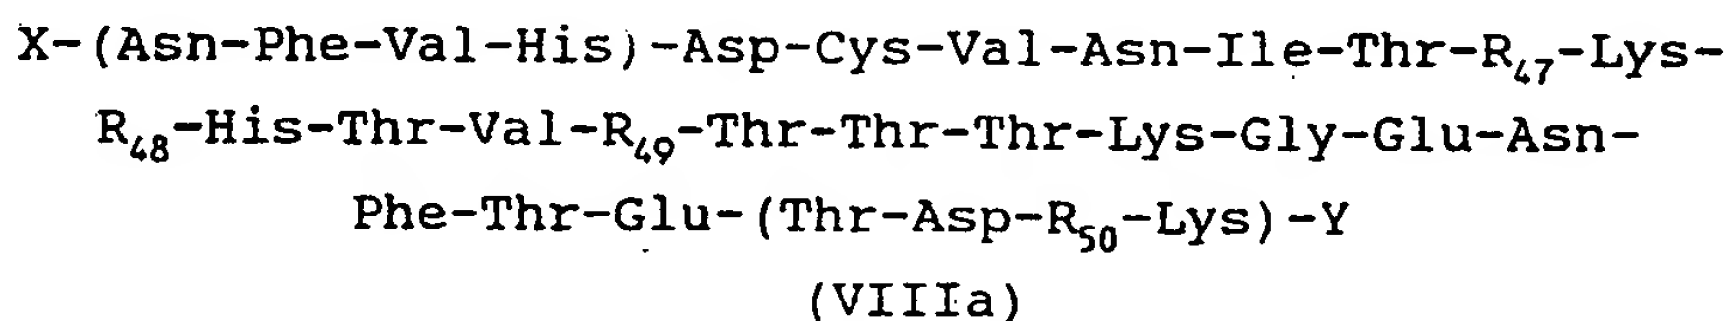 X-(Asn-Phe-Val-His)-Asp-Cys-Val-Asn-Ile-Thr-R₄₇-Lys-
R₄₈-His-Thr-Val-R₄₉-Thr-Thr-Thr-Lys-Gly-Glu-Asn-
Phe-Thr-Glu-(Thr-Asp-R₅₀-Lys)-Y
(VIIIa)